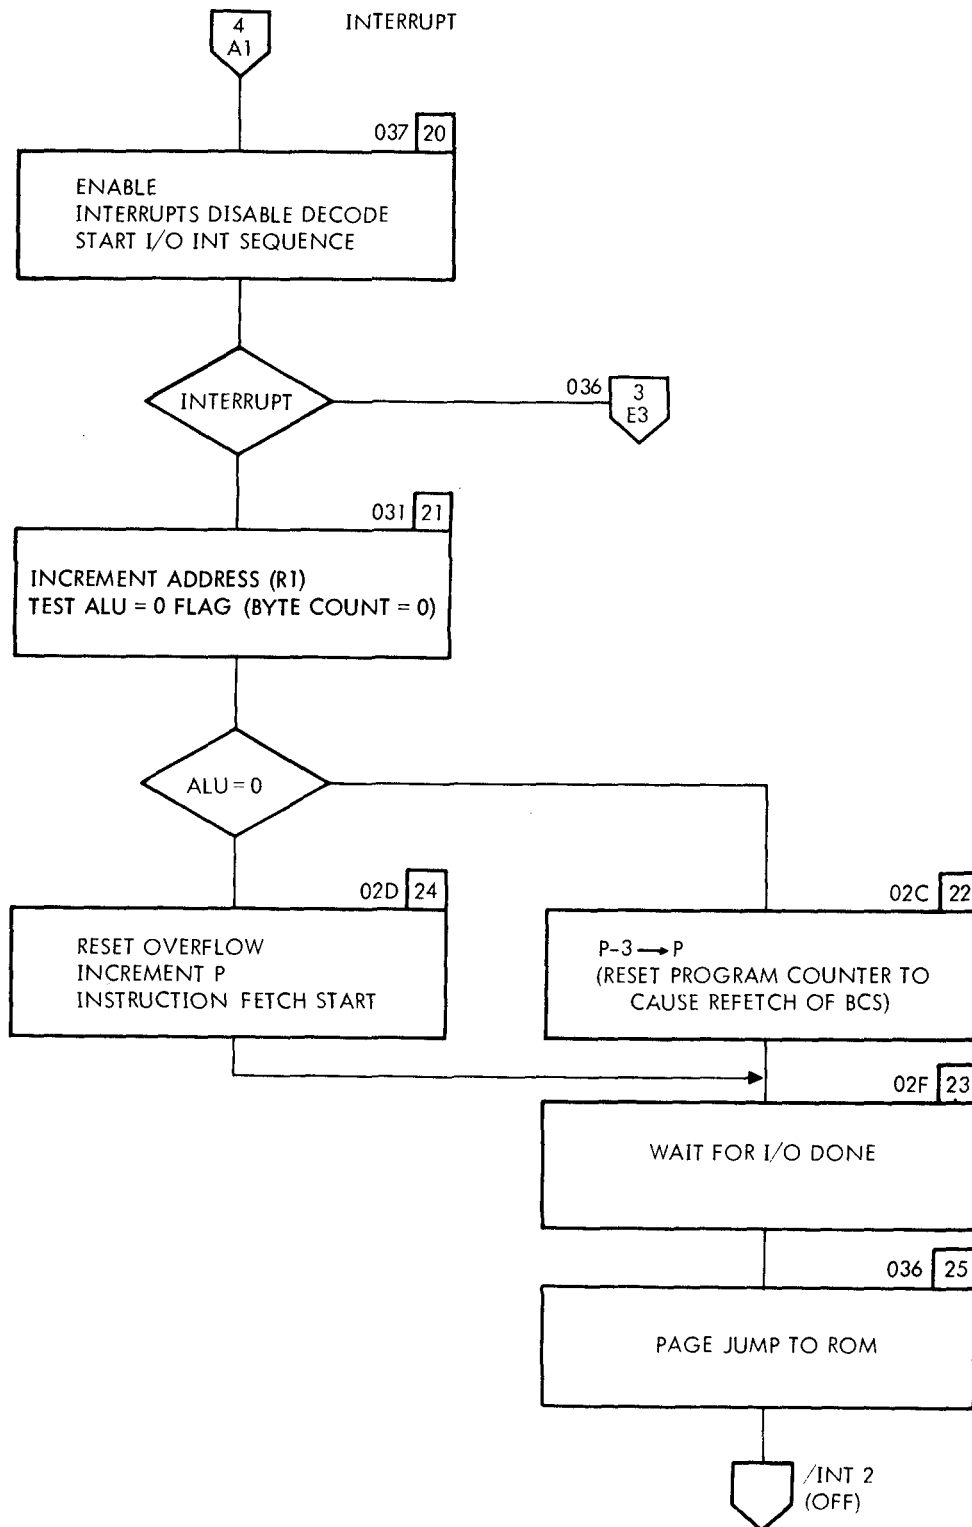 4
A1
INTERRUPT
037 20
ENABLE
INTERRUPTS DISABLE DECODE
START I/O INT SEQUENCE
INTERRUPT
036
3
E3
031 21
INCREMENT ADDRESS (R1)
TEST ALU = 0 FLAG (BYTE COUNT = 0)
ALU = 0
02D 24
RESET OVERFLOW
INCREMENT P
INSTRUCTION FETCH START
02C 22
P-3 → P
(RESET PROGRAM COUNTER TO
CAUSE REFETCH OF BCS)
02F 23
WAIT FOR I/O DONE
036 25
PAGE JUMP TO ROM
/INT 2
(OFF)